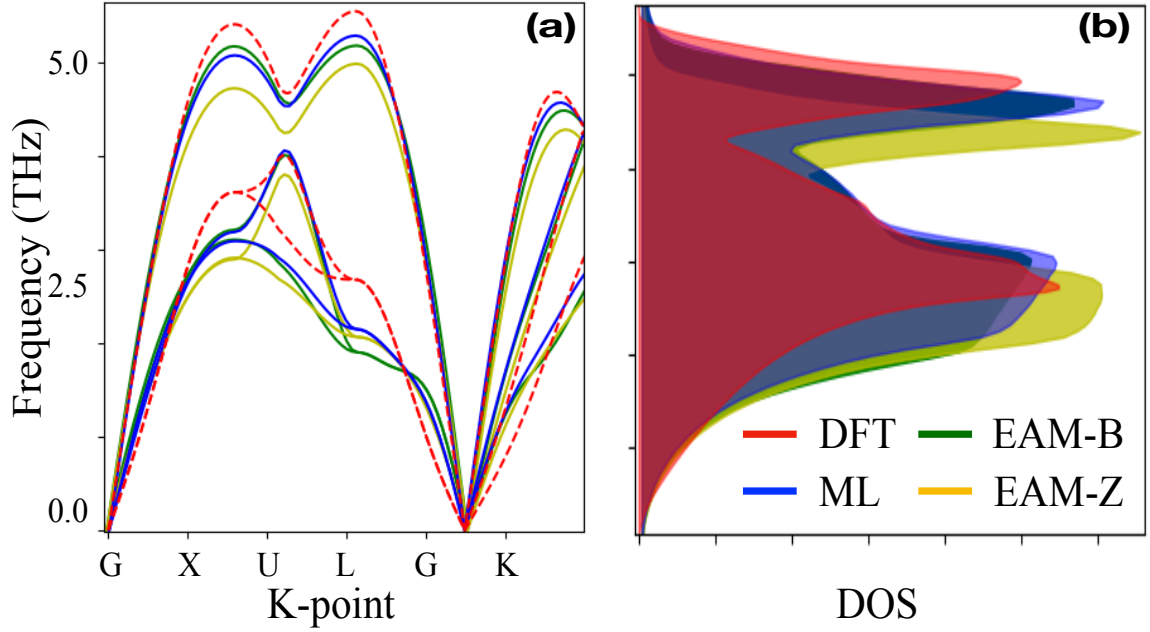 (a)
(b)
Frequency (THz)
5.0
2.5
0.0
G X U L G K
K-point
DFT
EAM-B
ML
EAM-Z
DOS